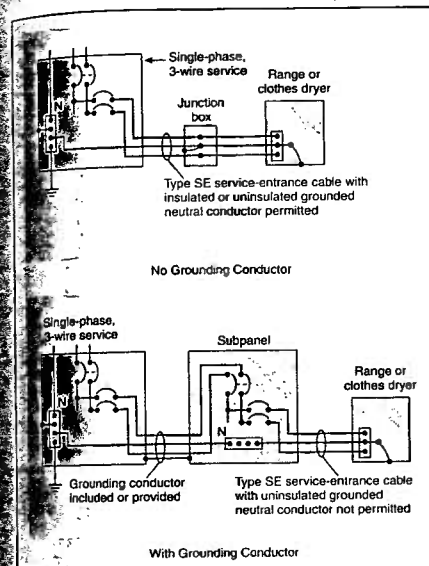 Single-phase,
3-wire service
Range or
clothes dryer
Junction
box
N
Type SE service-entrance cable with
insulated or uninsulated grounded
neutral conductor permitted
No Grounding Conductor
Single-phase,
3-wire service
Subpanel
Range or
clothes dryer
N
N
Grounding conductor
included or provided
Type SE service-entrance cable
with uninsulated grounded
neutral conductor not permitted
With Grounding Conductor